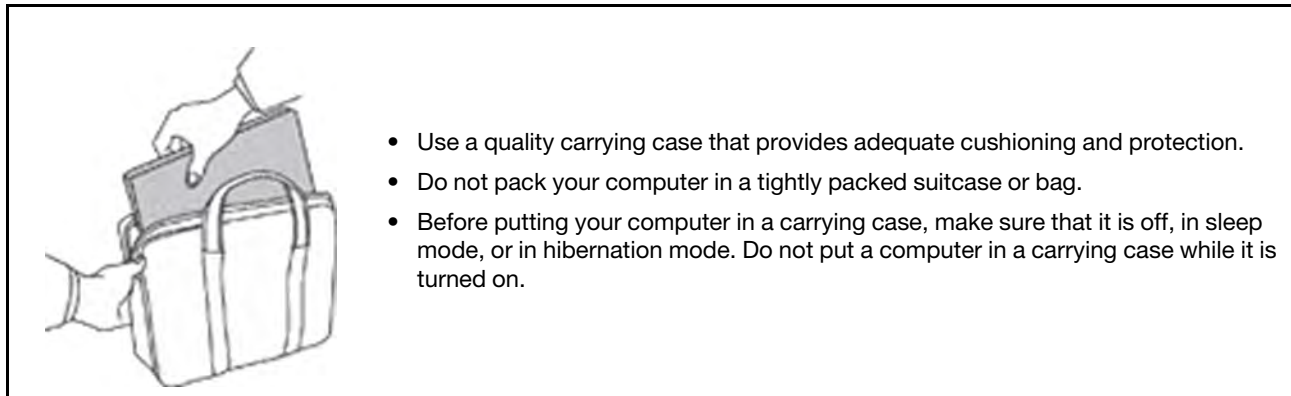 • Use a quality carrying case that provides adequate cushioning and protection.
• Do not pack your computer in a tightly packed suitcase or bag.
• Before putting your computer in a carrying case, make sure that it is off, in sleep
mode, or in hibernation mode. Do not put a computer in a carrying case while it is
turned on.